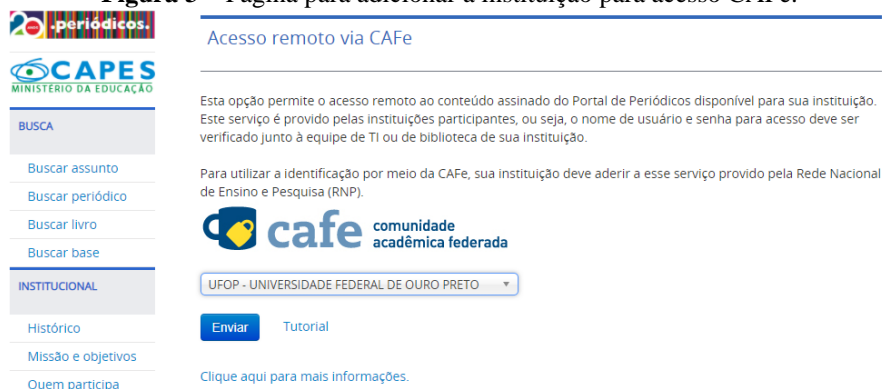 Página para adicionar a instituição para acesso CAFe.
.periódicos.
CAPES
MINISTÉRIO DA EDUCAÇÃO
BUSCA
Buscar assunto
Buscar periódico
Buscar livro
Buscar base
INSTITUCIONAL
Histórico
Missão e objetivos
Quem participa
Acesso remoto via CAFe
Esta opção permite o acesso remoto ao conteúdo assinado do Portal de Periódicos disponível para sua instituição.
Este serviço é provido pelas instituições participantes, ou seja, o nome de usuário e senha para acesso deve ser
verificado junto à equipe de TI ou de biblioteca de sua instituição.
Para utilizar a identificação por meio da CAFe, sua instituição deve aderir a esse serviço provido pela Rede Nacional
de Ensino e Pesquisa (RNP).
cafe comunidade
acadêmica federada
UFOP - UNIVERSIDADE FEDERAL DE OURO PRETO
Enviar Tutorial
Clique aqui para mais informações.